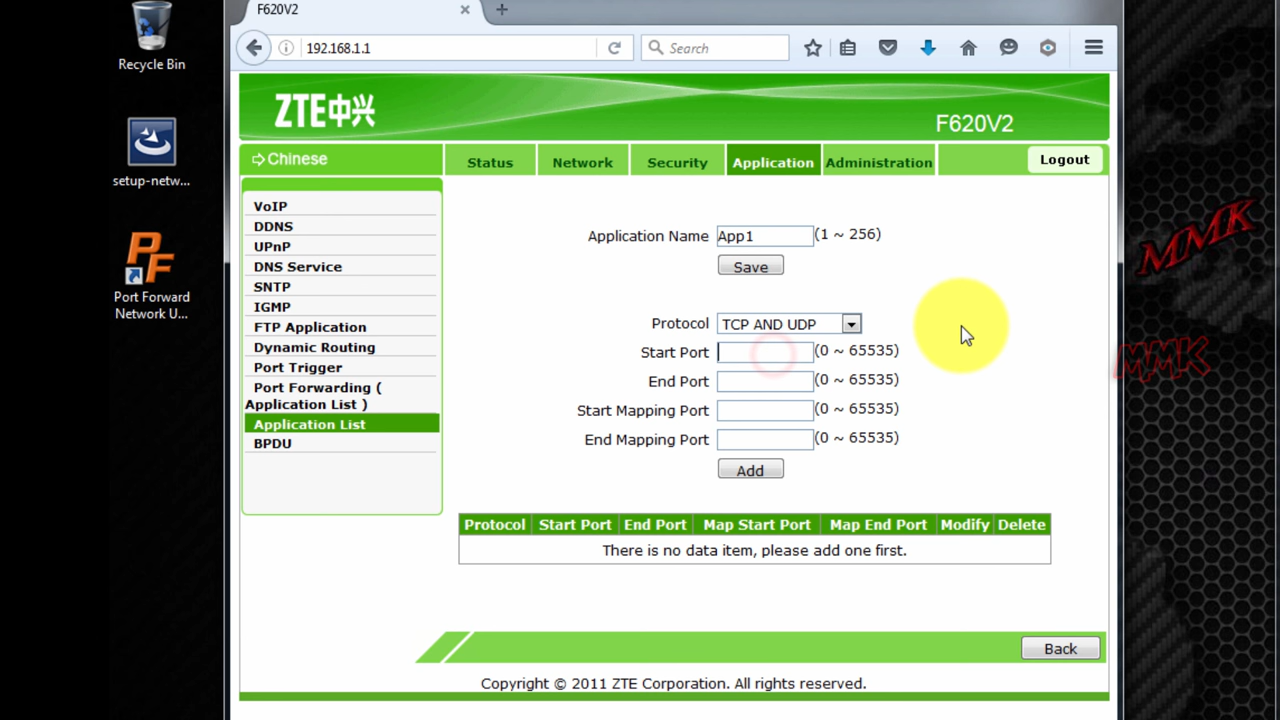 F620V2
192.168.1.1
Search
Recycle Bin
setup-netw...
PF
Port Forward
Network U...
ZTE中兴
F620V2
Chinese
Status
Network
Security
Application
Administration
Logout
VoIP
DDNS
UPnP
DNS Service
SNTP
IGMP
FTP Application
Dynamic Routing
Port Trigger
Port Forwarding (
Application List )
Application List
BPDU
Application Name App1 (1 ~ 256)
Save
Protocol TCP AND UDP
Start Port (0 ~ 65535)
End Port (0 ~ 65535)
Start Mapping Port (0 ~ 65535)
End Mapping Port (0 ~ 65535)
Add
Protocol Start Port End Port Map Start Port Map End Port Modify Delete
There is no data item, please add one first.
Back
Copyright © 2011 ZTE Corporation. All rights reserved.
MMK
MMK